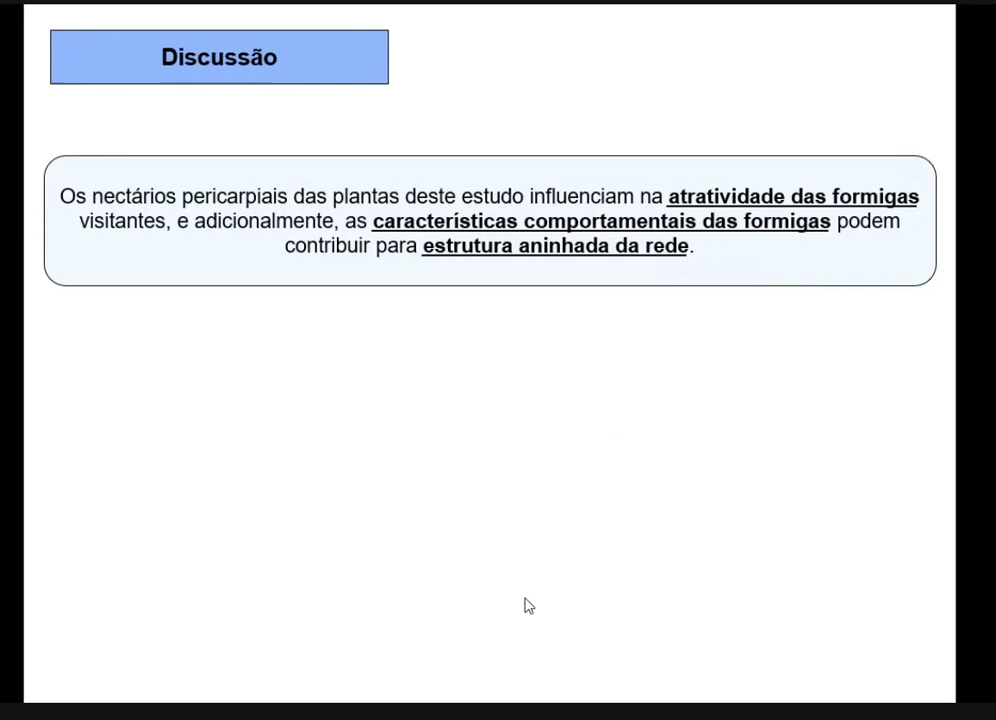 Discussão
Os nectários pericarpiais das plantas deste estudo influenciam na atratividade das formigas
visitantes, e adicionalmente, as características comportamentais das formigas podem
contribuir para estrutura aninhada da rede.